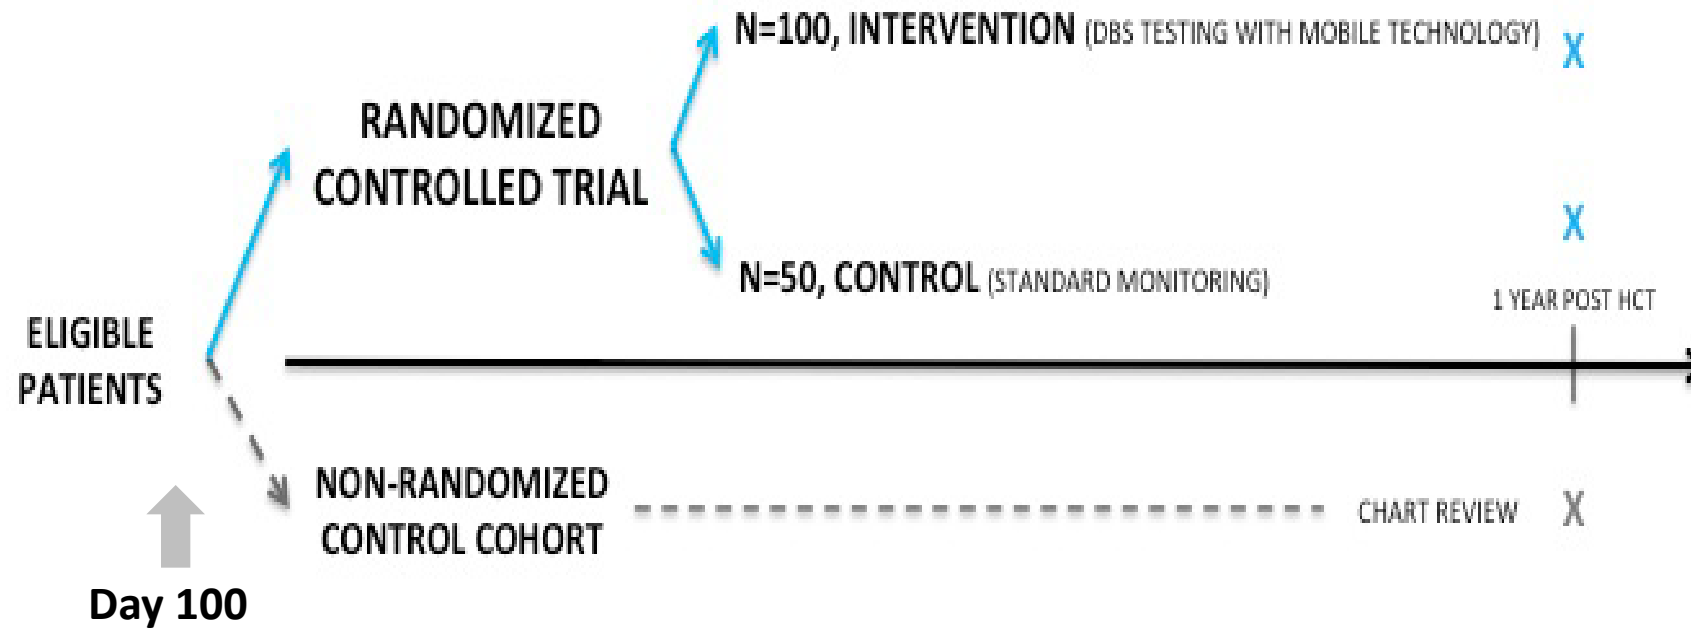 N=100, INTERVENTION (DBS TESTING WITH MOBILE TECHNOLOGY)
X
RANDOMIZED
CONTROLLED TRIAL
X
N=50, CONTROL (STANDARD MONITORING)
1 YEAR POST HCT
ELIGIBLE
PATIENTS
NON-RANDOMIZED
CONTROL COHORT
CHART REVIEW X
Day 100